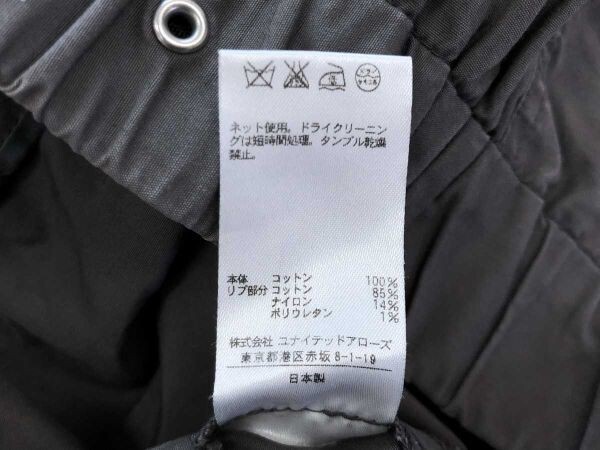 ネット使用。ドライクリーニン
グは短時間処理。タンブル乾燥
禁止。
本体 コットン 100%
リブ部分 コットン 85%
ナイロン 14%
ポリウレタン 1%
株式会社 ユナイテッドアローズ
東京都港区赤坂8-1-19
日本製